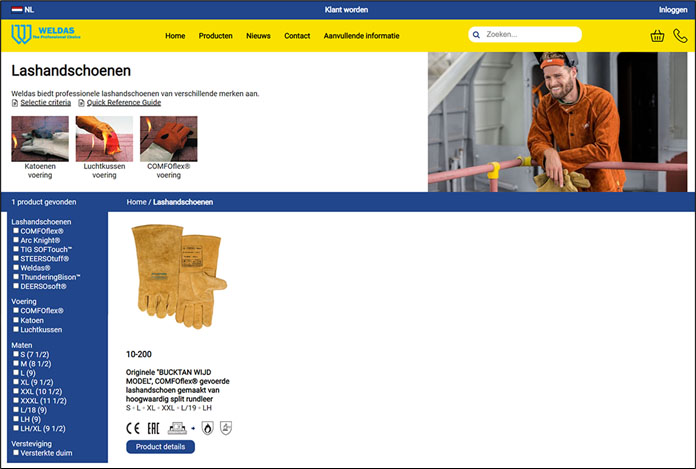 NL
Klant worden
Inloggen
WELDAS
The Professional Choice
Home Producten Nieuws Contact Aanvullende informatie
Zoeken...
Lashandschoenen
Weldas biedt professionele lashandschoenen van verschillende merken aan.
Selectie criteria Quick Reference Guide
Katoenen
voering
Luchtkussen
voering
COMFOflex®
voering
1 product gevonden
Home / Lashandschoenen
Lashandschoenen
COMFOflex®
Arc Knight®
TIG SOFTouch™
STEERSOtuff®
Weldas®
ThunderingBison™
DEERSOsoft®
Voering
COMFOflex®
Katoen
Luchtkussen
Maten
S (7 1/2)
M (8 1/2)
L (9)
XL (9 1/2)
XXL (10 1/2)
XXXL (11 1/2)
L/18 (9)
LH (9)
LH/XL (9 1/2)
Versteviging
Versterkte duim
10-200
Originele "BUCKTAN WIJD
MODEL", COMFOflex® gevoerde
lashandschoen gemaakt van
hoogwaardig split rundleer
S - L - XL - XXL - L/19 - LH
CE EAC
Product details